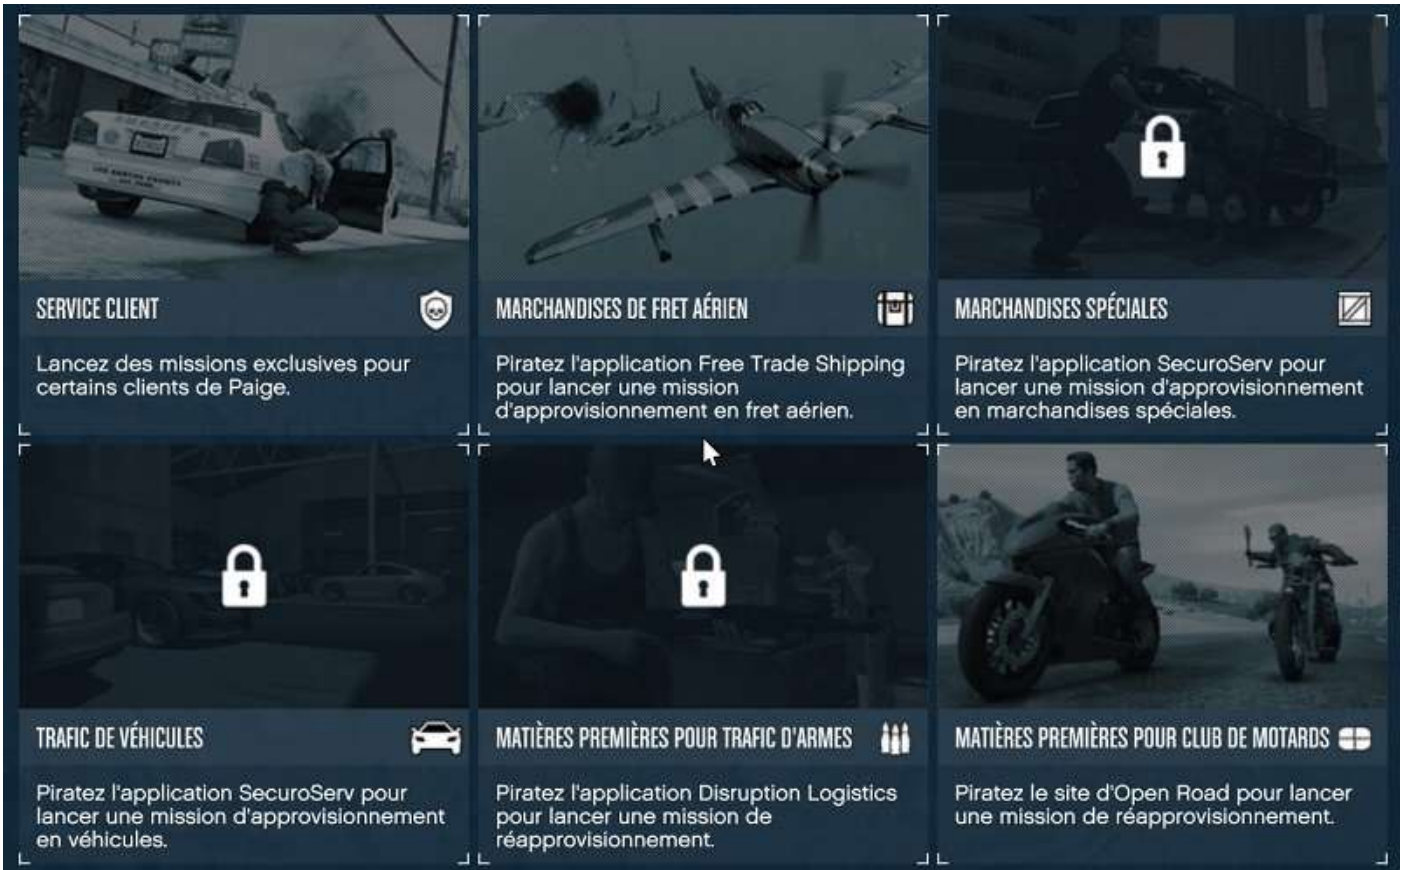 SERVICE CLIENT
Lancez des missions exclusives pour
certains clients de Paige.
MARCHANDISES DE FRET AÉRIEN
Piratez l'application Free Trade Shipping
pour lancer une mission
d'approvisionnement en fret aérien.
MARCHANDISES SPÉCIALES
Piratez l'application SecuroServ pour
lancer une mission d'approvisionnement
en marchandises spéciales.
TRAFIC DE VÉHICULES
Piratez l'application SecuroServ pour
lancer une mission d'approvisionnement
en véhicules.
MATIÈRES PREMIÈRES POUR TRAFIC D'ARMES
Piratez l'application Disruption Logistics
pour lancer une mission de
réapprovisionnement.
MATIÈRES PREMIÈRES POUR CLUB DE MOTARDS
Piratez le site d'Open Road pour lancer
une mission de réapprovisionnement.